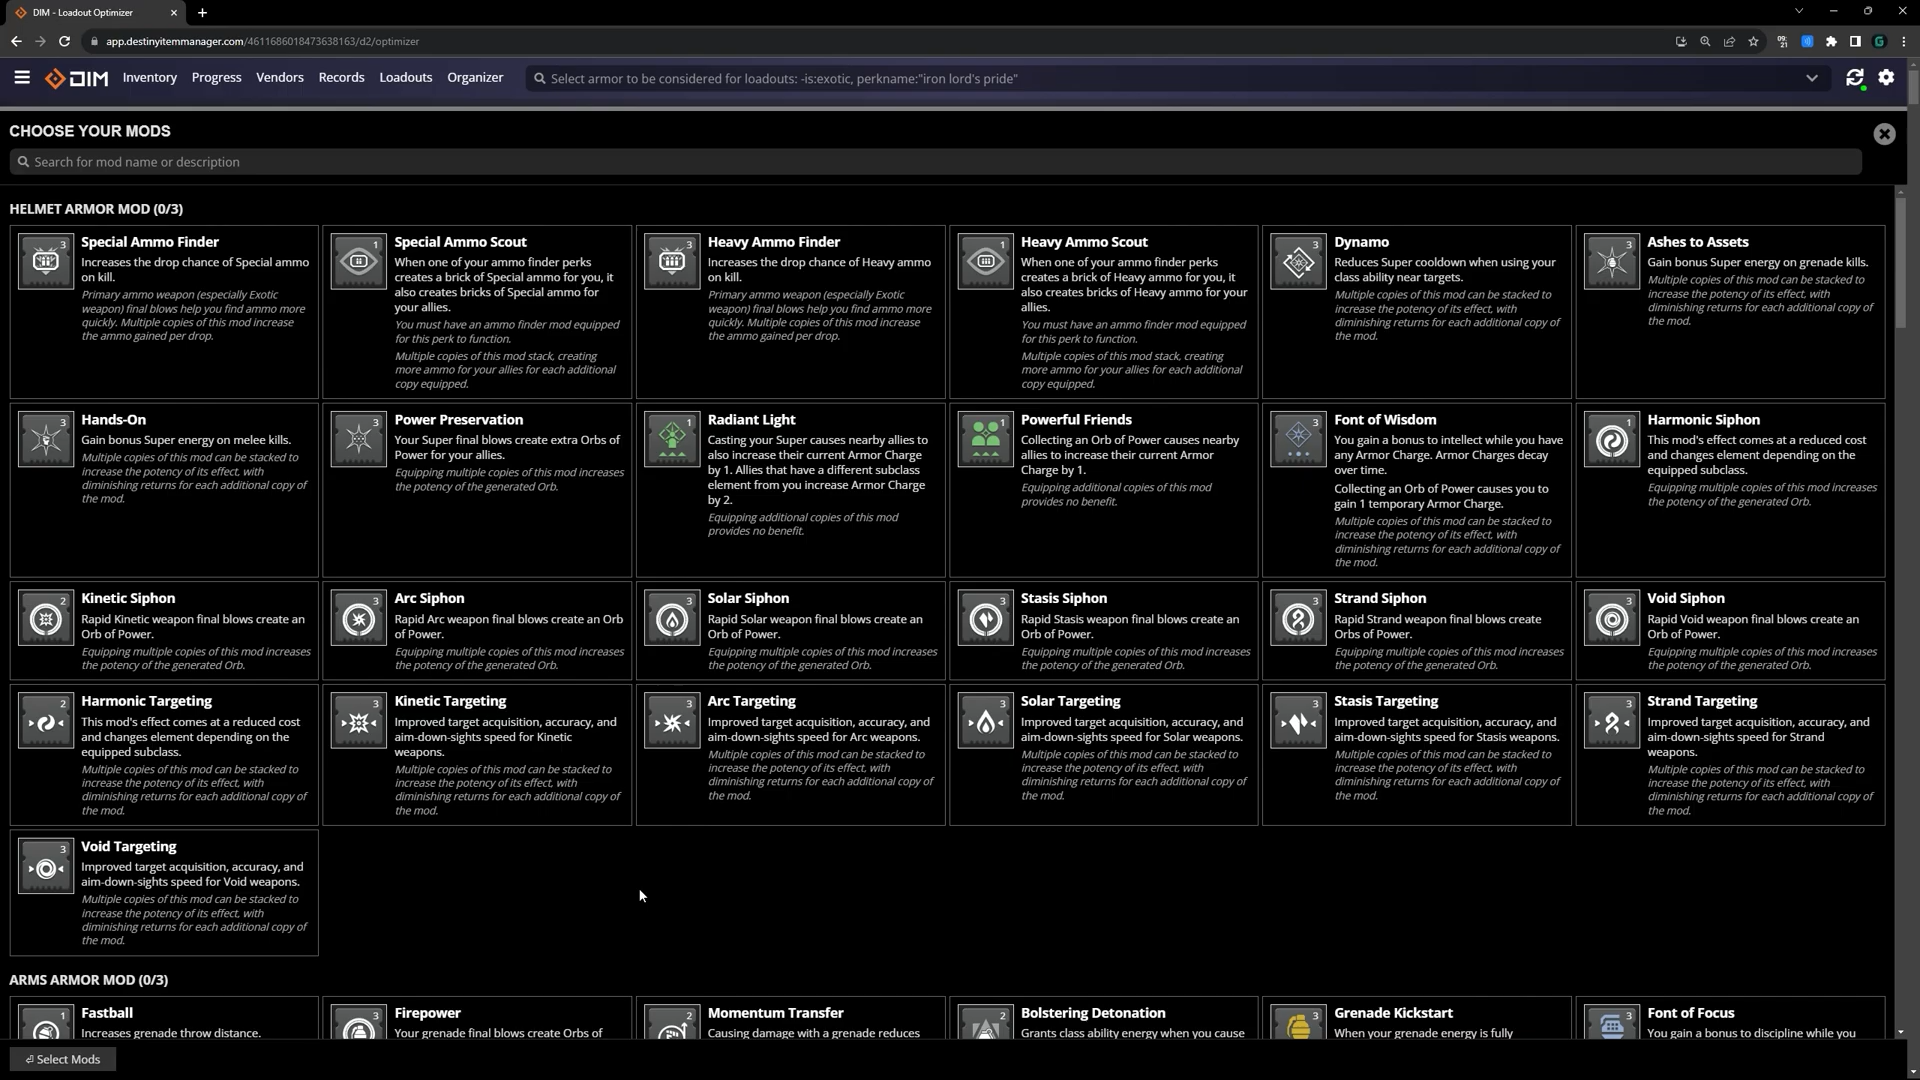 DIM - Loadout Optimizer
app.destinyitemmanager.com/4611686018473638163/d2/optimizer
09:
21
G
DIM
Inventory
Progress
Vendors
Records
Loadouts
Organizer
Select armor to be considered for loadouts: -is:exotic, perkname:"iron lord's pride"
CHOOSE YOUR MODS
Search for mod name or description
HELMET ARMOR MOD (0/3)
3
Special Ammo Finder
Increases the drop chance of Special ammo
on kill.
Primary ammo weapon (especially Exotic
weapon) final blows help you find ammo more
quickly. Multiple copies of this mod increase
the ammo gained per drop.
1
Special Ammo Scout
When one of your ammo finder perks
creates a brick of Special ammo for you, it
also creates bricks of Special ammo for
your allies.
You must have an ammo finder mod equipped
for this perk to function.
Multiple copies of this mod stack, creating
more ammo for your allies for each additional
copy equipped.
3
Heavy Ammo Finder
Increases the drop chance of Heavy ammo
on kill.
Primary ammo weapon (especially Exotic
weapon) final blows help you find ammo more
quickly. Multiple copies of this mod increase
the ammo gained per drop.
1
Heavy Ammo Scout
When one of your ammo finder perks
creates a brick of Heavy ammo for you, it
also creates bricks of Heavy ammo for your
allies.
You must have an ammo finder mod equipped
for this perk to function.
Multiple copies of this mod stack, creating
more ammo for your allies for each additional
copy equipped.
3
Dynamo
Reduces Super cooldown when using your
class ability near targets.
Multiple copies of this mod can be stacked to
increase the potency of its effect, with
diminishing returns for each additional copy of
the mod.
3
Ashes to Assets
Gain bonus Super energy on grenade kills.
Multiple copies of this mod can be stacked to
increase the potency of its effect, with
diminishing returns for each additional copy of
the mod.
3
Hands-On
Gain bonus Super energy on melee kills.
Multiple copies of this mod can be stacked to
increase the potency of its effect, with
diminishing returns for each additional copy of
the mod.
3
Power Preservation
Your Super final blows create extra Orbs of
Power for your allies.
Equipping multiple copies of this mod increases
the potency of the generated Orb.
1
Radiant Light
Casting your Super causes nearby allies to
also increase their current Armor Charge
by 1. Allies that have a different subclass
element from you increase Armor Charge
by 2.
Equipping additional copies of this mod
provides no benefit.
1
Powerful Friends
Collecting an Orb of Power causes nearby
allies to increase their current Armor
Charge by 1.
Equipping additional copies of this mod
provides no benefit.
3
Font of Wisdom
You gain a bonus to intellect while you have
any Armor Charge. Armor Charges decay
over time.
Collecting an Orb of Power causes you to
gain 1 temporary Armor Charge.
Multiple copies of this mod can be stacked to
increase the potency of its effect, with
diminishing returns for each additional copy of
the mod.
1
Harmonic Siphon
This mod's effect comes at a reduced cost
and changes element depending on the
equipped subclass.
Equipping multiple copies of this mod increases
the potency of the generated Orb.
2
Kinetic Siphon
Rapid Kinetic weapon final blows create an
Orb of Power.
Equipping multiple copies of this mod increases
the potency of the generated Orb.
3
Arc Siphon
Rapid Arc weapon final blows create an Orb
of Power.
Equipping multiple copies of this mod increases
the potency of the generated Orb.
3
Solar Siphon
Rapid Solar weapon final blows create an
Orb of Power.
Equipping multiple copies of this mod increases
the potency of the generated Orb.
3
Stasis Siphon
Rapid Stasis weapon final blows create an
Orb of Power.
Equipping multiple copies of this mod increases
the potency of the generated Orb.
3
Strand Siphon
Rapid Strand weapon final blows create
Orbs of Power.
Equipping multiple copies of this mod increases
the potency of the generated Orb.
3
Void Siphon
Rapid Void weapon final blows create an
Orb of Power.
Equipping multiple copies of this mod increases
the potency of the generated Orb.
2
Harmonic Targeting
This mod's effect comes at a reduced cost
and changes element depending on the
equipped subclass.
Multiple copies of this mod can be stacked to
increase the potency of its effect, with
diminishing returns for each additional copy of
the mod.
3
Kinetic Targeting
Improved target acquisition, accuracy, and
aim-down-sights speed for Kinetic
weapons.
Multiple copies of this mod can be stacked to
increase the potency of its effect, with
diminishing returns for each additional copy of
the mod.
3
Arc Targeting
Improved target acquisition, accuracy, and
aim-down-sights speed for Arc weapons.
Multiple copies of this mod can be stacked to
increase the potency of its effect, with
diminishing returns for each additional copy of
the mod.
3
Solar Targeting
Improved target acquisition, accuracy, and
aim-down-sights speed for Solar weapons.
Multiple copies of this mod can be stacked to
increase the potency of its effect, with
diminishing returns for each additional copy of
the mod.
3
Stasis Targeting
Improved target acquisition, accuracy, and
aim-down-sights speed for Stasis weapons.
Multiple copies of this mod can be stacked to
increase the potency of its effect, with
diminishing returns for each additional copy of
the mod.
3
Strand Targeting
Improved target acquisition, accuracy, and
aim-down-sights speed for Strand
weapons.
Multiple copies of this mod can be stacked to
increase the potency of its effect, with
diminishing returns for each additional copy of
the mod.
3
Void Targeting
Improved target acquisition, accuracy, and
aim-down-sights speed for Void weapons.
Multiple copies of this mod can be stacked to
increase the potency of its effect, with
diminishing returns for each additional copy of
the mod.
ARMS ARMOR MOD (0/3)
1
Fastball
Increases grenade throw distance.
3
Firepower
Your grenade final blows create Orbs of
2
Momentum Transfer
Causing damage with a grenade reduces
2
Bolstering Detonation
Grants class ability energy when you cause
3
Grenade Kickstart
When your grenade energy is fully
3
Font of Focus
You gain a bonus to discipline while you
Select Mods